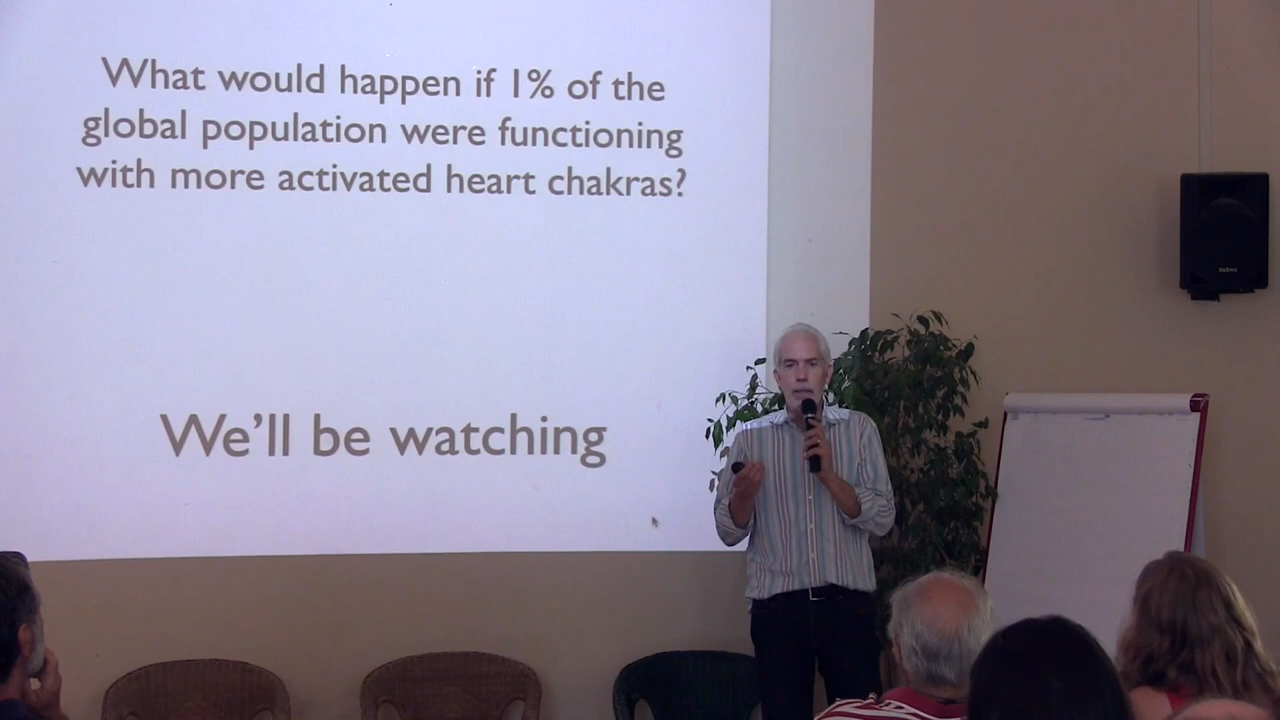 What would happen if 1% of the
global population were functioning
with more activated heart chakras?
We'll be watching